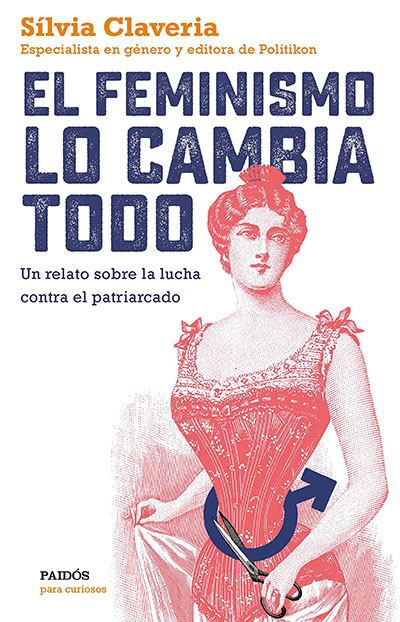 Sílvia Claveria
Especialista en género y editora de Politikon
EL FEMINISMO
LO CAMBIA
TODO
Un relato sobre la lucha
contra el patriarcado
PAIDÓS
para curiosos